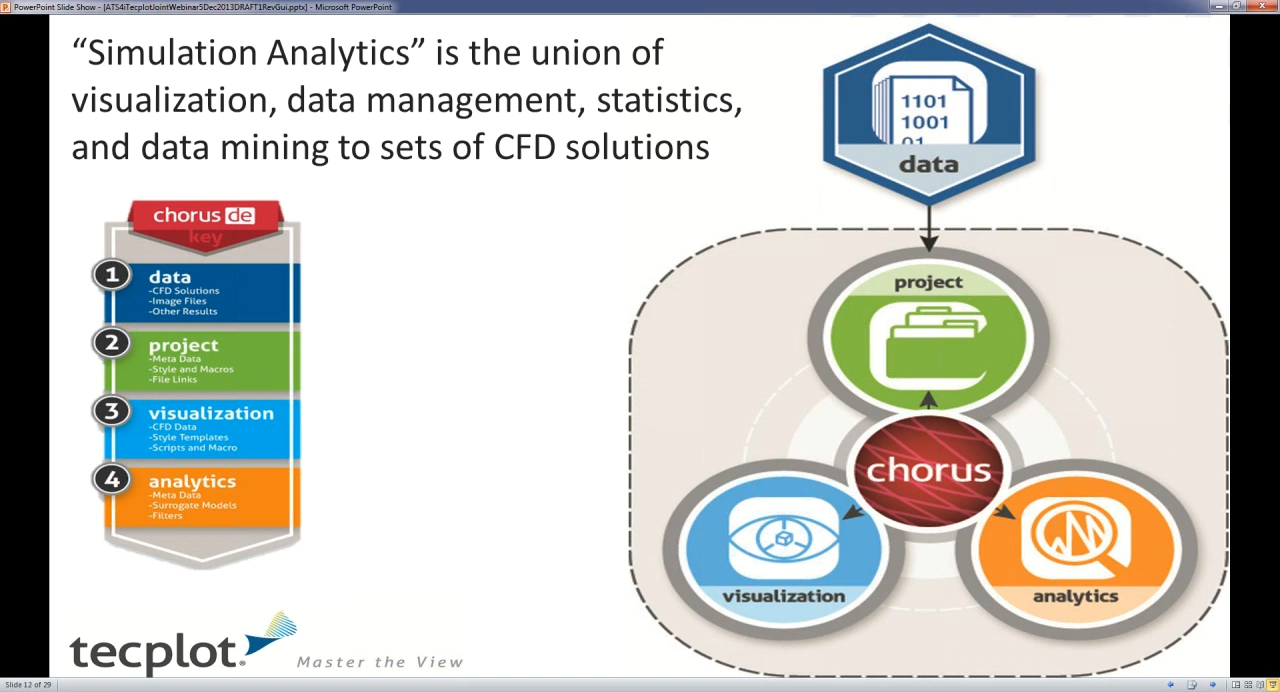 PowerPoint Slide Show - [ATS4iTecplotJointWebinar5Dec2013DRAFT1RevGui.pptx] - Microsoft PowerPoint
“Simulation Analytics” is the union of
visualization, data management, statistics,
and data mining to sets of CFD solutions
1101
1001
01
data
chorus de
key
1 data
-CFD Solutions
-Image Files
-Other Results
2 project
-Meta Data
-Style and Macros
-File Links
3 visualization
-CFD Data
-Style Templates
-Scripts and Macro
4 analytics
-Meta Data
-Surrogate Models
-Filters
project
chorus
visualization
analytics
tecplot® Master the View
Slide 12 of 29